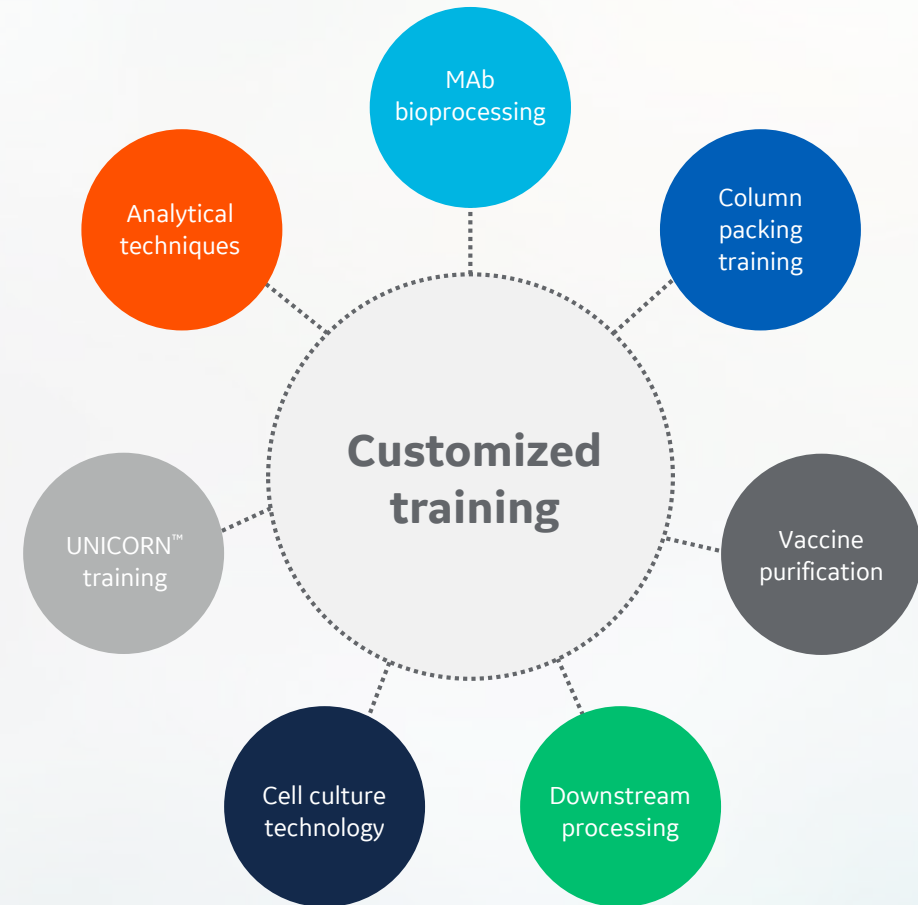 MAb
bioprocessing
Analytical
techniques
Column
packing
training
Customized
training
UNICORN™
training
Vaccine
purification
Cell culture
technology
Downstream
processing